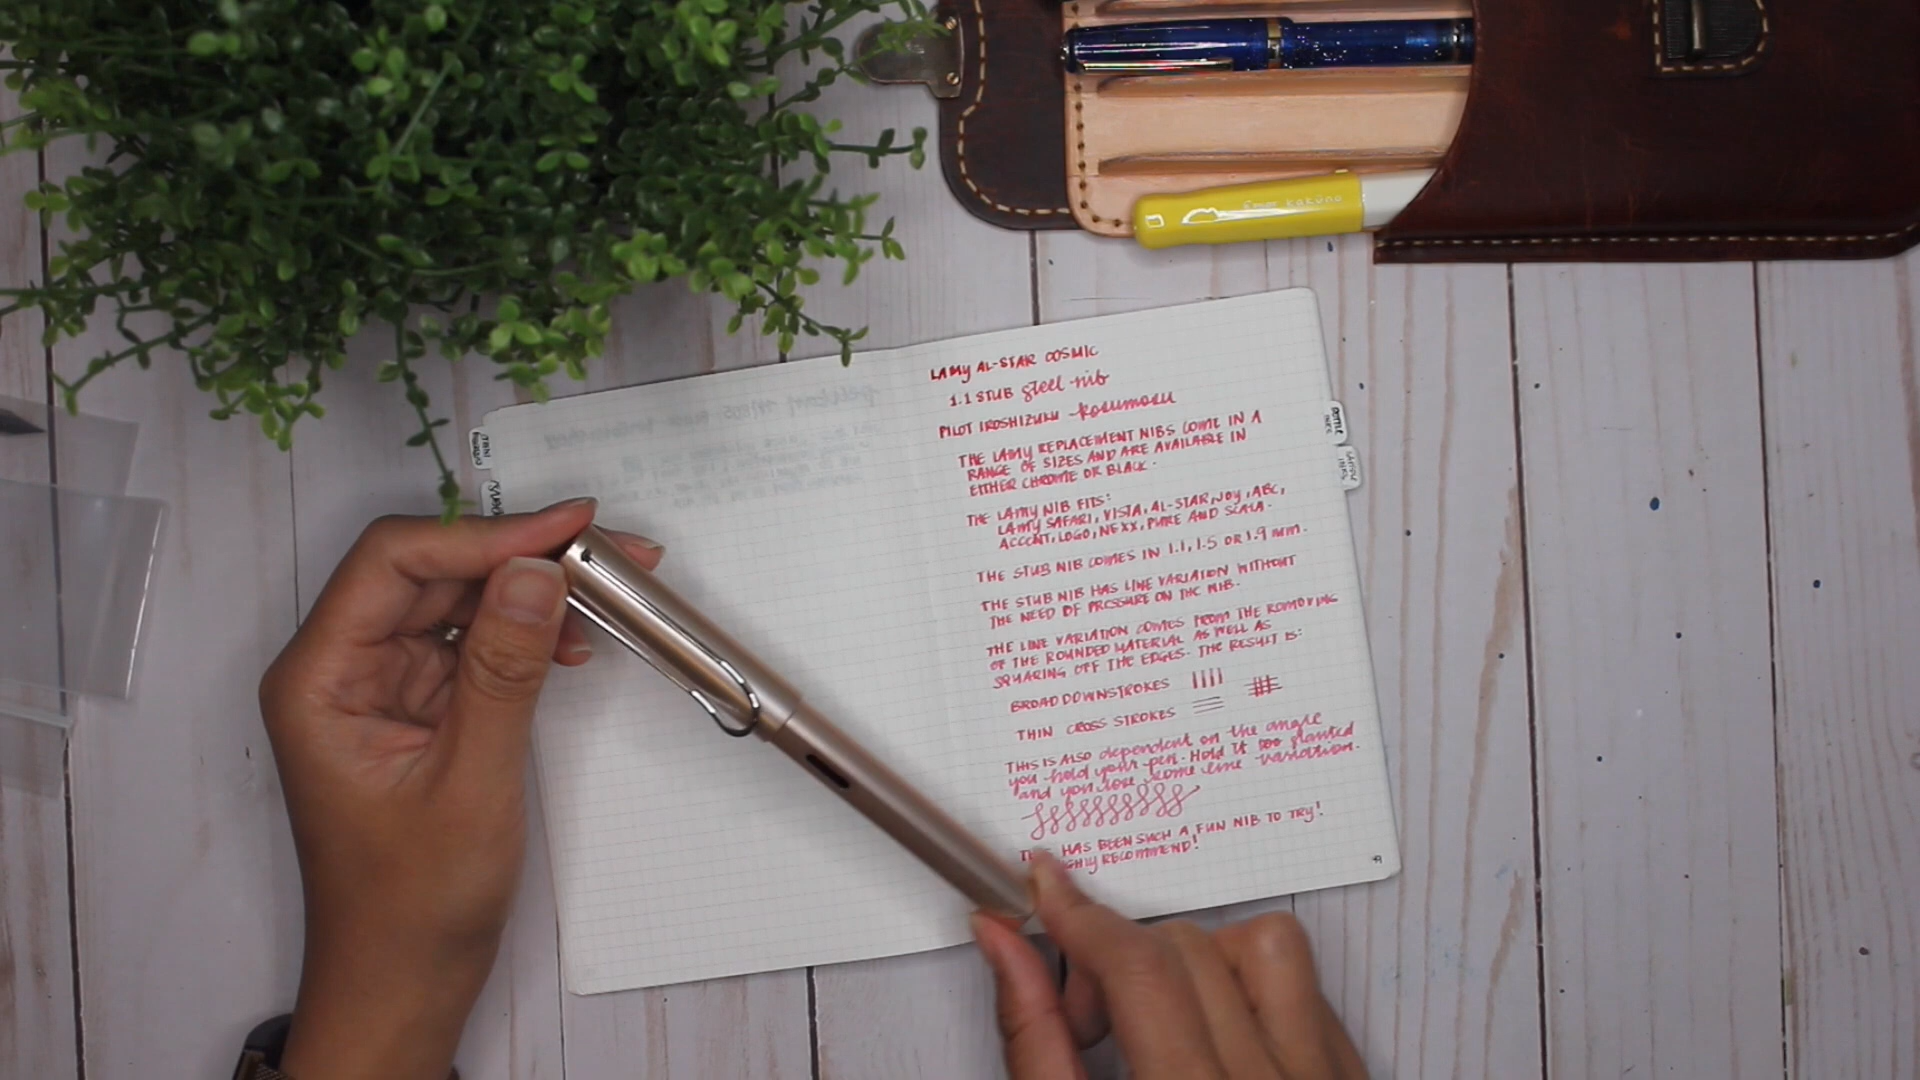 LAMY AL-STAR COSMIC
1.1 STUB steel nib
PILOT IROSHIZUKU kosumosu
THE LAMY REPLACEMENT NIBS COME IN A
RANGE OF SIZES AND ARE AVAILABLE IN
EITHER CHROME OR BLACK.
THE LAMY NIB FITS:
LAMY SAFARI, VISTA, AL-STAR, JOY, ABC,
ACCENT, LOGO, NEXX, PURE AND SCALA.
THE STUB NIB COMES IN 1.1, 1.5 OR 1.9 mm.
THE STUB NIB HAS LINE VARIATION WITHOUT
THE NEED OF PRESSURE ON THE NIB.
THE LINE VARIATION COMES FROM THE REMOVING
OF THE ROUNDED MATERIAL AS WELL AS
SQUARING OFF THE EDGES. THE RESULT IS:
BROAD DOWNSTROKES
THIN CROSS STROKES
THIS IS ALSO dependent on the angle
you hold your pen. Hold it too slanted
and you lose some line variation.
HAS BEEN SUCH A FUN NIB TO TRY!
RECOMMEND!
kakuno